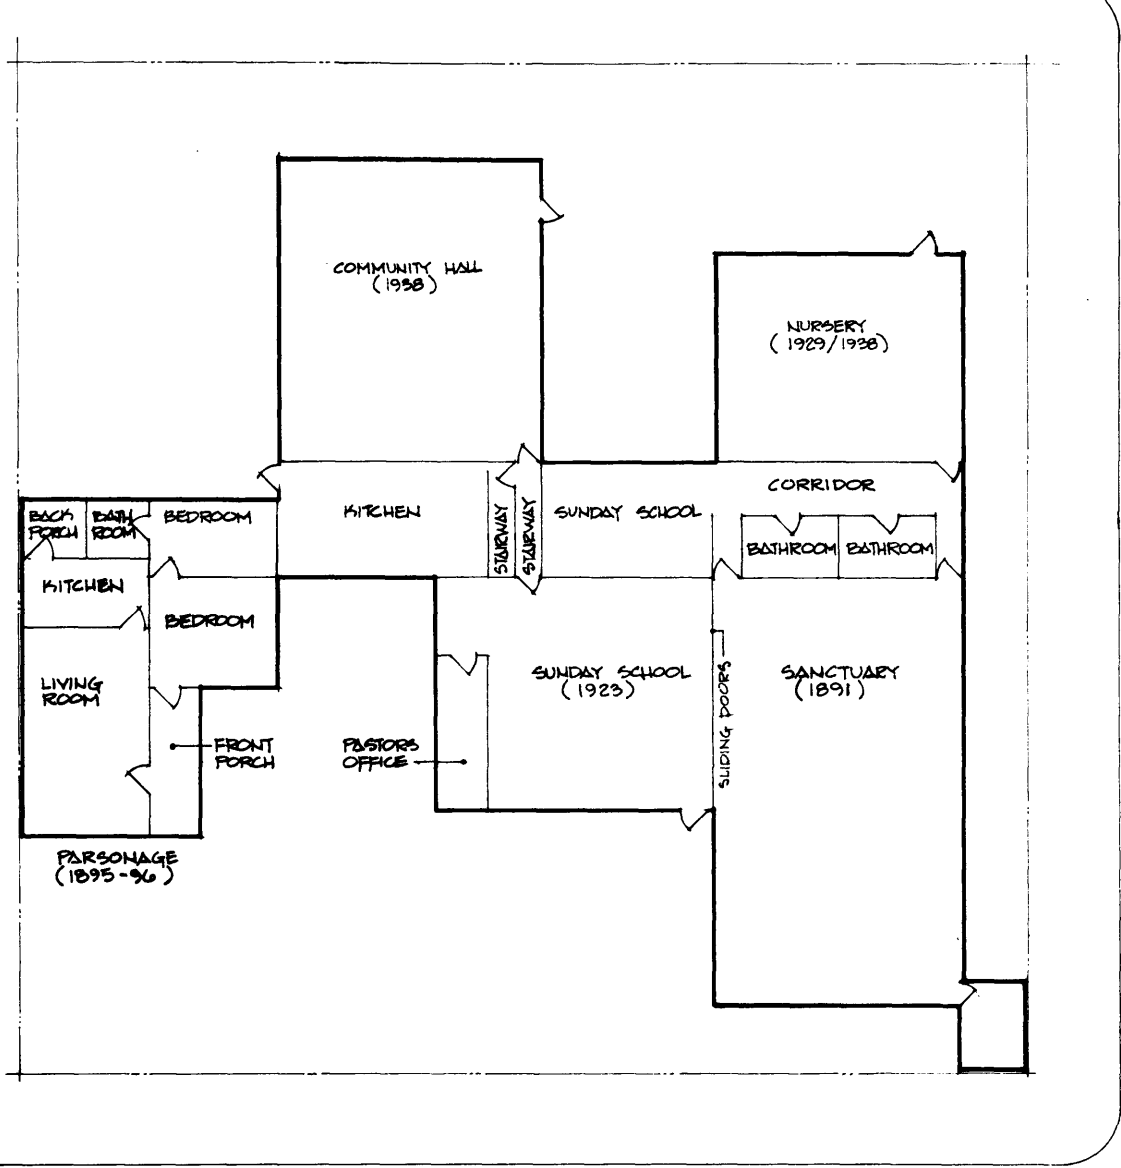 COMMUNITY HALL
(1938)
NURSERY
(1929/1938)
CORRIDOR
BACK
PORCH
BATH
ROOM
BEDROOM
KITCHEN
STAIRWAY
STAIRWAY
SUNDAY SCHOOL
BATHROOM
BATHROOM
KITCHEN
BEDROOM
LIVING
ROOM
SUNDAY SCHOOL
(1923)
SLIDING DOORS
SANCTUARY
(1891)
FRONT
PORCH
PASTORS
OFFICE
PARSONAGE
(1895-96)